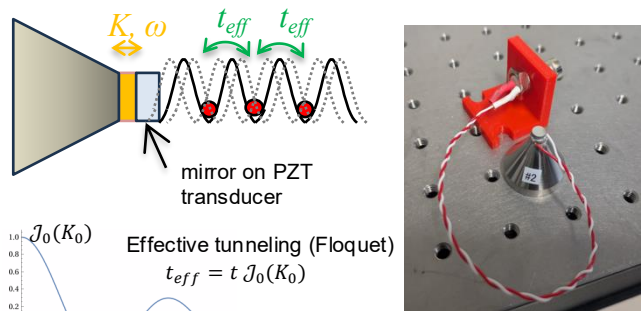 K, ω
t_eff t_eff
mirror on PZT
transducer
#2
1.0
𝒥₀(K₀)
Effective tunneling (Floquet)
t_eff = t 𝒥₀(K₀)
0.8
0.6
0.4
0.2